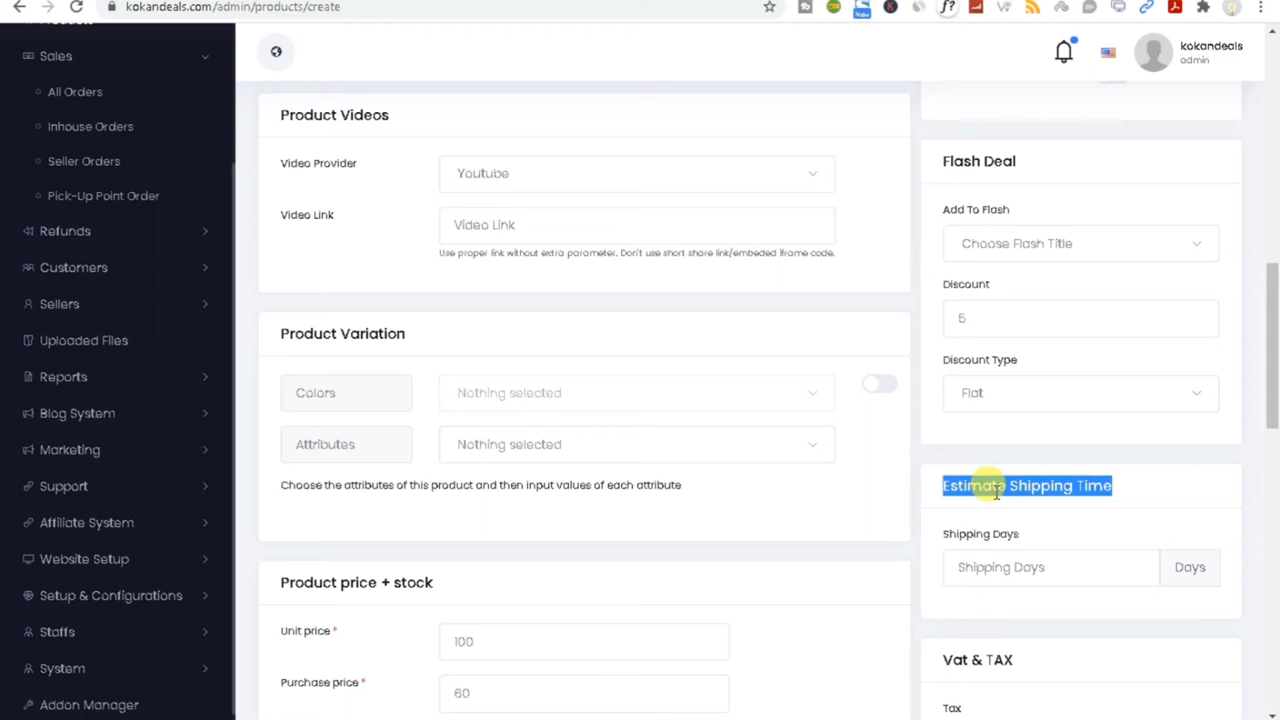 kokandeals.com/admin/products/create
Sales
All Orders
Inhouse Orders
Seller Orders
Pick-Up Point Order
Refunds
Customers
Sellers
Uploaded Files
Reports
Blog System
Marketing
Support
Affiliate System
Website Setup
Setup & Configurations
Staffs
System
Addon Manager
kokandeals
admin
Product Videos
Video Provider
Youtube
Video Link
Video Link
Use proper link without extra parameter. Don't use short share link/embeded iframe code.
Product Variation
Colors
Nothing selected
Attributes
Nothing selected
Choose the attributes of this product and then input values of each attribute
Product price + stock
Unit price *
100
Purchase price *
60
Flash Deal
Add To Flash
Choose Flash Title
Discount
5
Discount Type
Flat
Estimate Shipping Time
Shipping Days
Shipping Days
Days
Vat & TAX
Tax